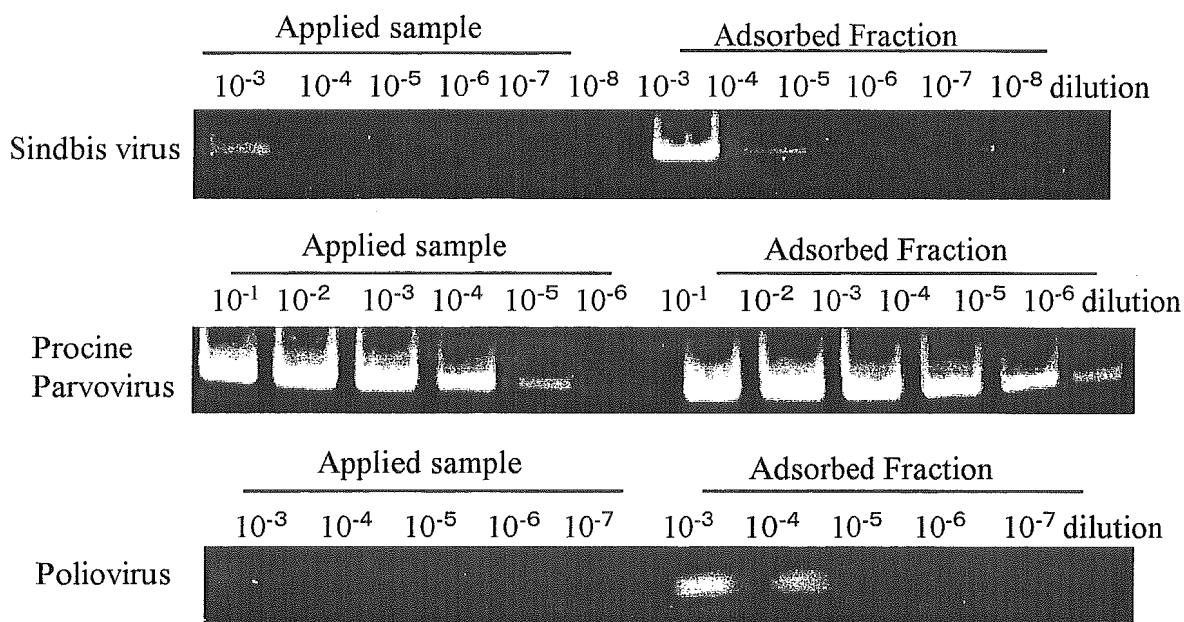 Applied sample Adsorbed Fraction
10⁻³ 10⁻⁴ 10⁻⁵ 10⁻⁶ 10⁻⁷ 10⁻⁸ 10⁻³ 10⁻⁴ 10⁻⁵ 10⁻⁶ 10⁻⁷ 10⁻⁸ dilution
Sindbis virus
Applied sample Adsorbed Fraction
10⁻¹ 10⁻² 10⁻³ 10⁻⁴ 10⁻⁵ 10⁻⁶ 10⁻¹ 10⁻² 10⁻³ 10⁻⁴ 10⁻⁵ 10⁻⁶ dilution
Procine
Parvovirus
Applied sample Adsorbed Fraction
10⁻³ 10⁻⁴ 10⁻⁵ 10⁻⁶ 10⁻⁷ 10⁻³ 10⁻⁴ 10⁻⁵ 10⁻⁶ 10⁻⁷ dilution
Poliovirus